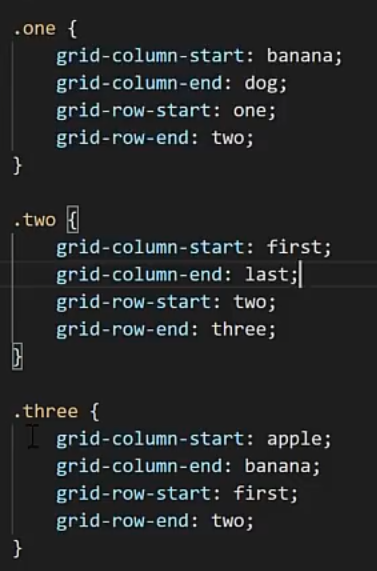 .one {
    grid-column-start: banana;
    grid-column-end: dog;
    grid-row-start: one;
    grid-row-end: two;
}
.two {
    grid-column-start: first;
    grid-column-end: last;
    grid-row-start: two;
    grid-row-end: three;
}
.three {
    grid-column-start: apple;
    grid-column-end: banana;
    grid-row-start: first;
    grid-row-end: two;
}